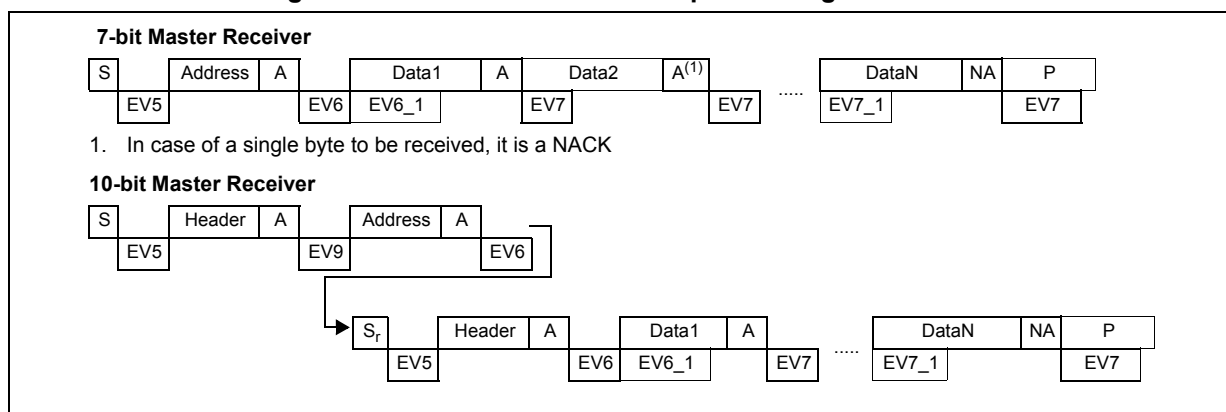 7-bit Master Receiver
S Address A Data1 A Data2 A(1) ..... DataN NA P
EV5 EV6 EV6_1 EV7 EV7 EV7_1 EV7
1. In case of a single byte to be received, it is a NACK
10-bit Master Receiver
S Header A Address A
EV5 EV9 EV6
Sr Header A Data1 A ..... DataN NA P
EV5 EV6 EV6_1 EV7 EV7_1 EV7